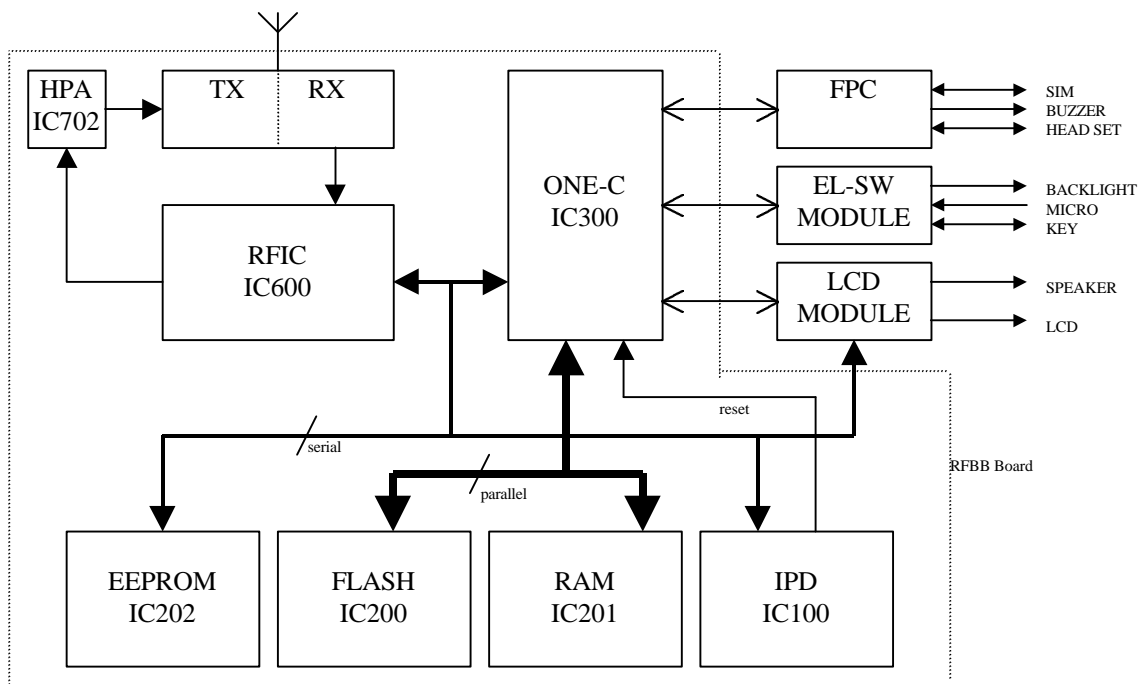 HPA
IC702
TX
RX
ONE-C
IC300
FPC
SIM
BUZZER
HEAD SET
EL-SW
MODULE
BACKLIGHT
MICRO
KEY
RFIC
IC600
LCD
MODULE
SPEAKER
LCD
reset
serial
parallel
RFBB Board
EEPROM
IC202
FLASH
IC200
RAM
IC201
IPD
IC100